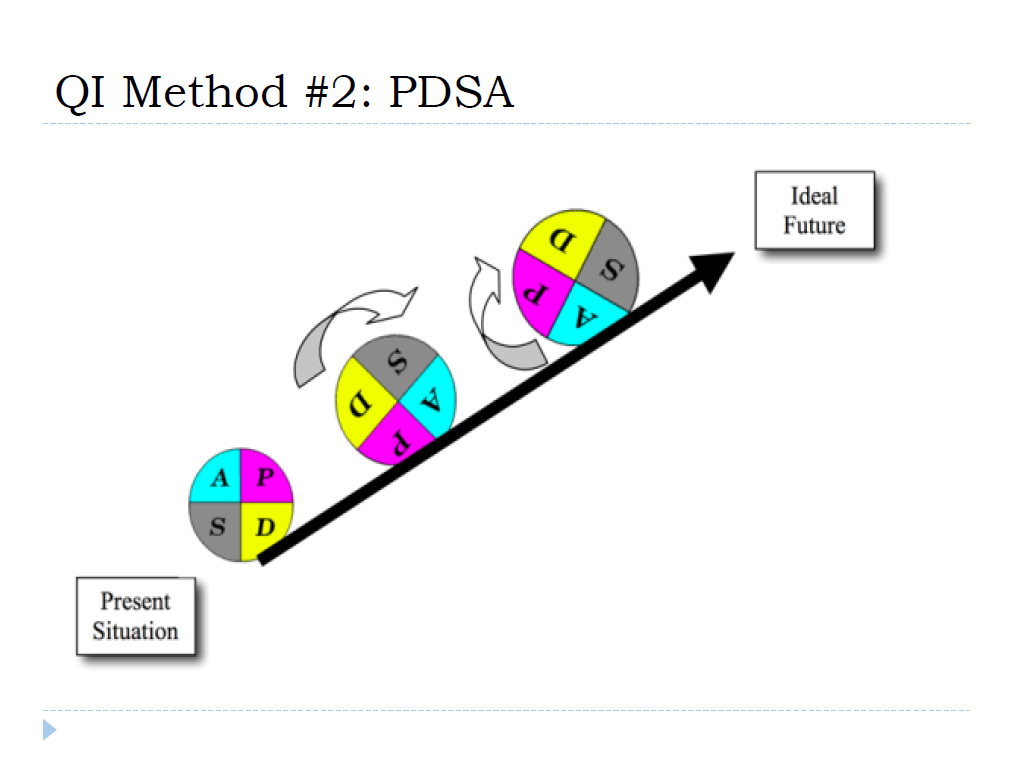 QI Method #2: PDSA
Ideal
Future
D
S
P
A
S
D
A
P
A P
S D
Present
Situation